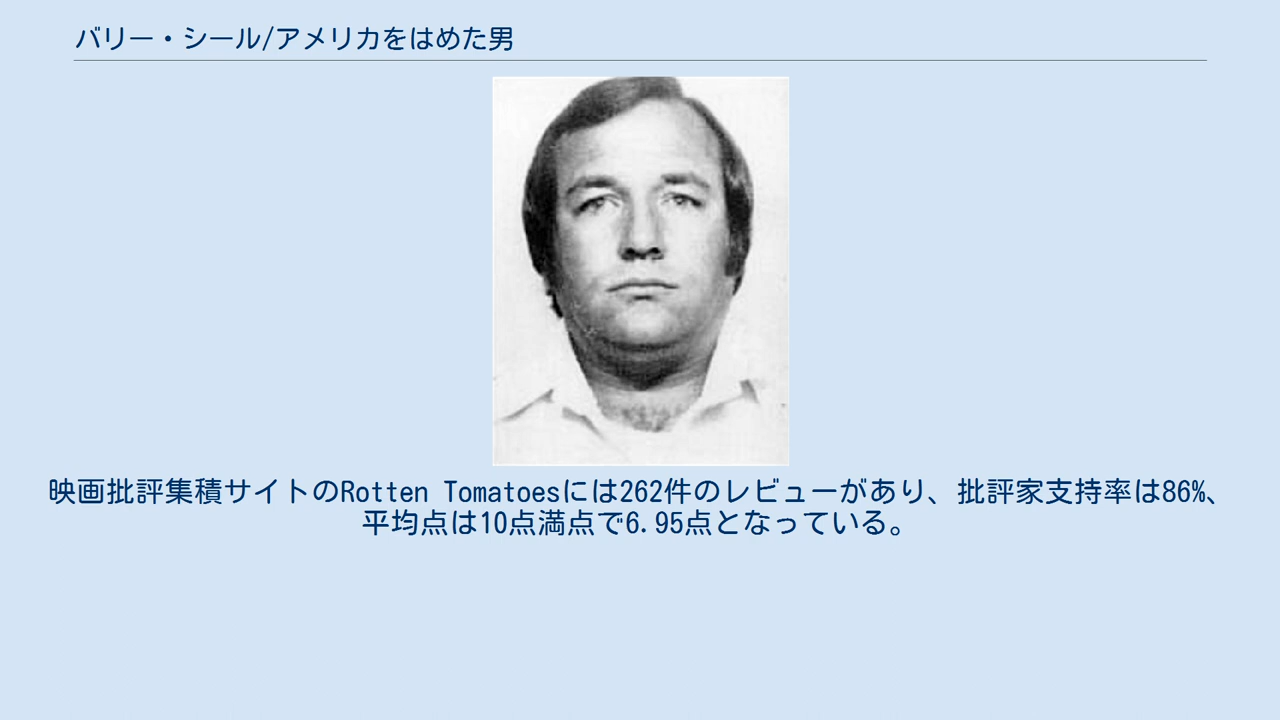 バリー・シール/アメリカをはめた男
映画批評集積サイトのRotten Tomatoesには262件のレビューがあり、批評家支持率は86%、
平均点は10点満点で6.95点となっている。